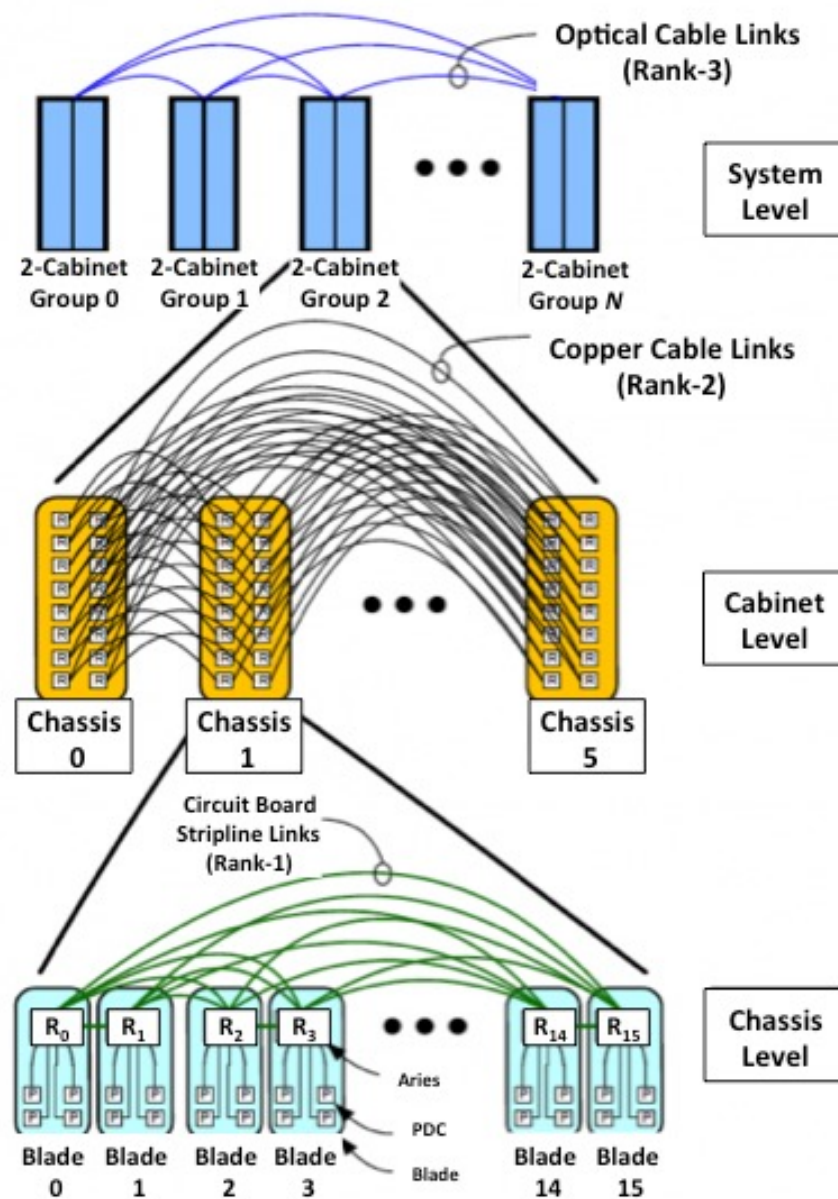 Optical Cable Links
(Rank-3)
System
Level
2-Cabinet
Group 0
2-Cabinet
Group 1
2-Cabinet
Group 2
2-Cabinet
Group N
Copper Cable Links
(Rank-2)
R R R R R R
R R R R R R
R R R R R R
R R R R R R
R R R R R R
R R R R R R
R R R R R R
R R R R R R
Cabinet
Level
Chassis
0
Chassis
1
Chassis
5
Circuit Board
Stripline Links
(Rank-1)
R0 R1 R2 R3 R14 R15
Chassis
Level
Aries
P P P P P P P P P P P P
P P P P P P P P P P P P
PDC
Blade
Blade
0
Blade
1
Blade
2
Blade
3
Blade
14
Blade
15